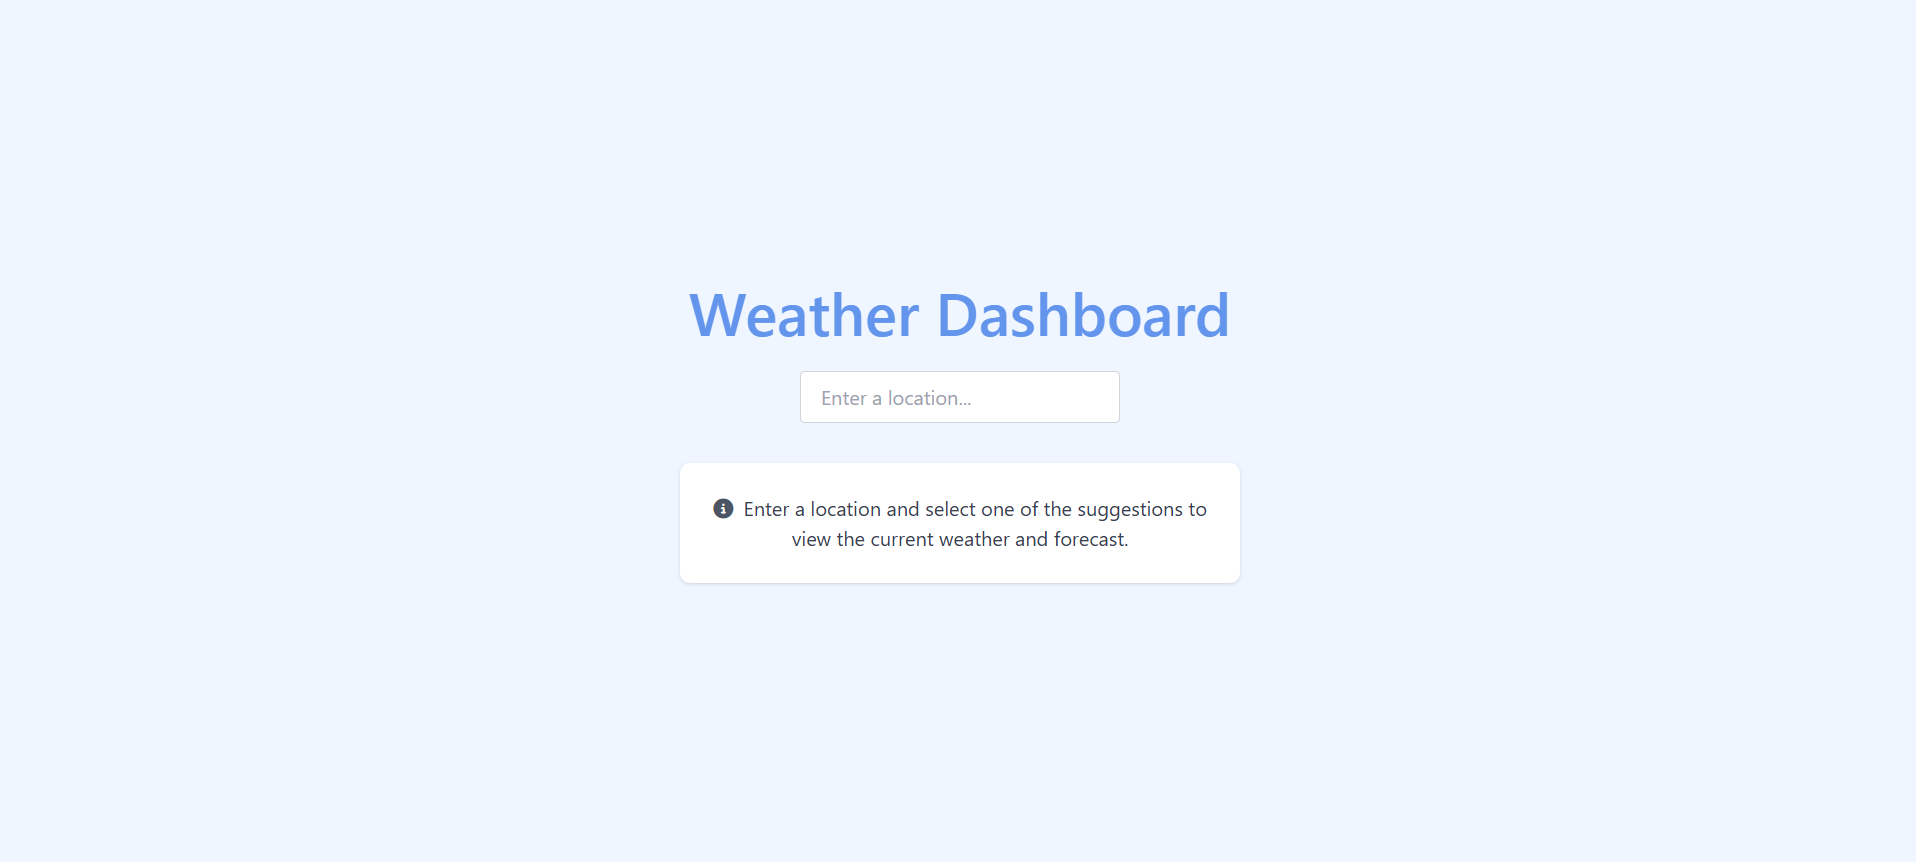 Weather Dashboard
Enter a location...
Enter a location and select one of the suggestions to
view the current weather and forecast.